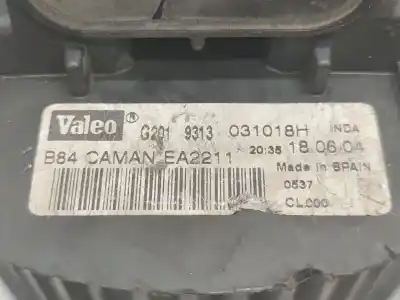 Valeo ® G201 9313 031018H INCA
A 20:35 18.06.04
B84 CAMAN EA2211
Made in SPAIN
0537
CL.000